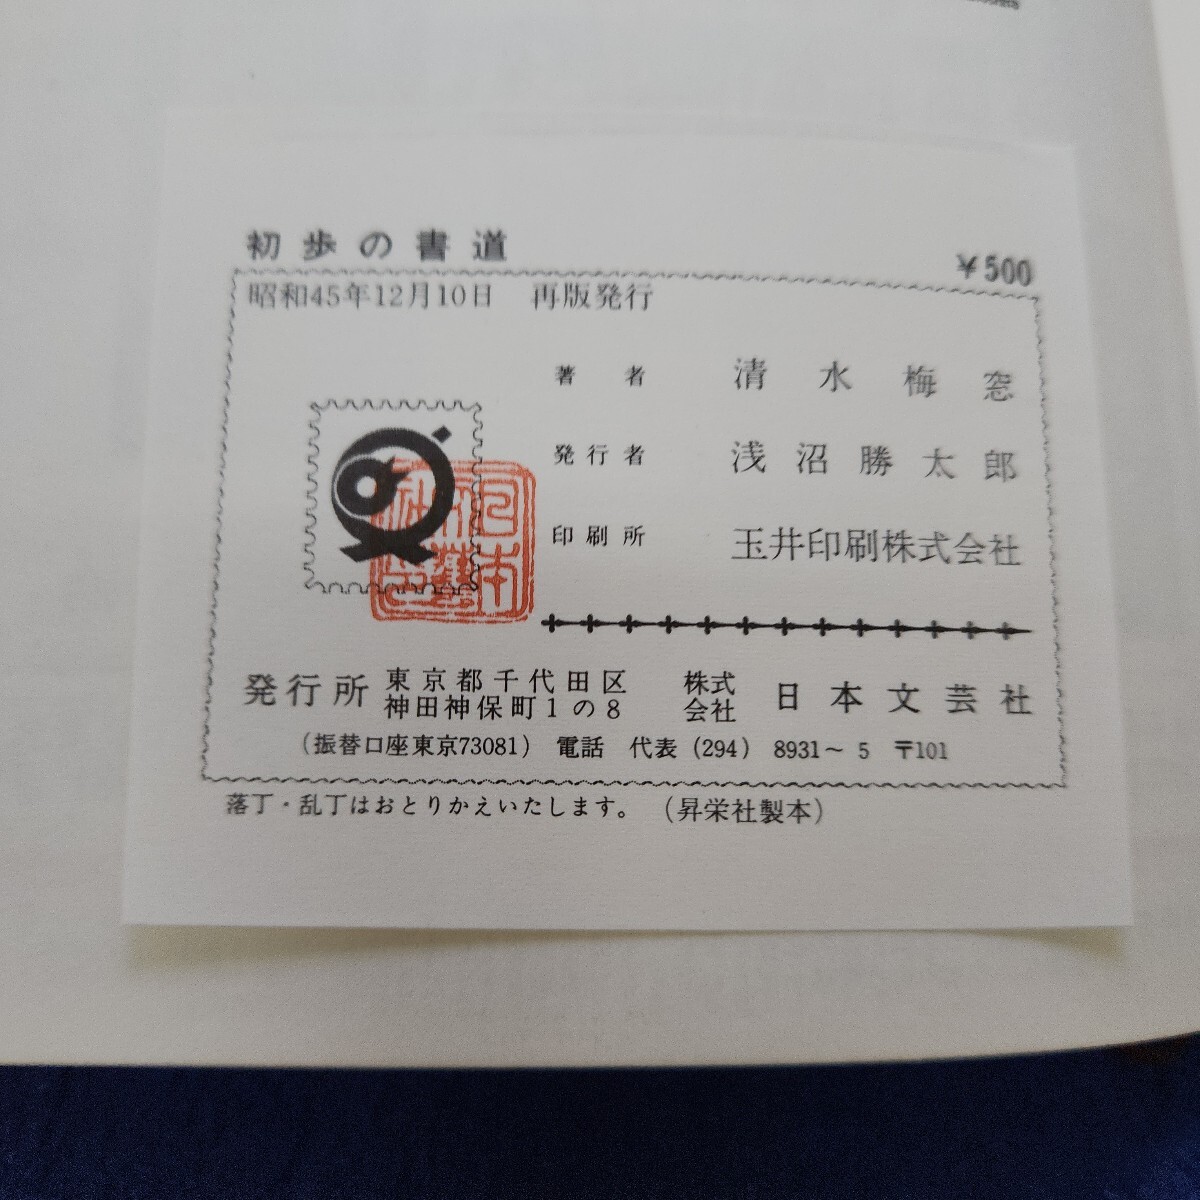 初歩の書道
¥500
昭和45年12月10日 再版発行
著者 清水梅窓
発行者 浅沼勝太郎
印刷所 玉井印刷株式会社
発行所 東京都千代田区神田神保町1の8 株式会社 日本文芸社
(振替口座東京73081) 電話 代表(294) 8931~5 〒101
落丁・乱丁はおとりかえいたします。(昇栄社製本)